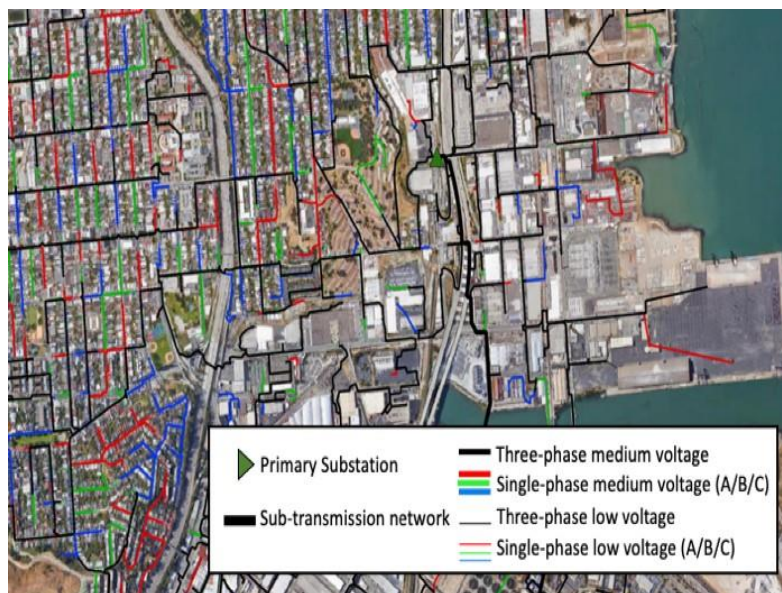 Primary Substation
Sub-transmission network
Three-phase medium voltage
Single-phase medium voltage (A/B/C)
Three-phase low voltage
Single-phase low voltage (A/B/C)